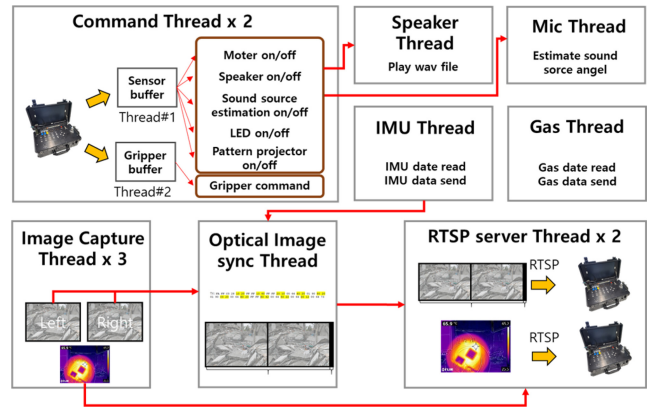 Command Thread x 2
Sensor
buffer
Thread#1
Gripper
buffer
Thread#2
Moter on/off
Speaker on/off
Sound source
estimation on/off
LED on/off
Pattern projector
on/off
Gripper command
Speaker
Thread
Play wav file
Mic Thread
Estimate sound
sorce angel
IMU Thread
IMU date read
IMU data send
Gas Thread
Gas date read
Gas data send
Image Capture
Thread x 3
Left
Right
Optical Image
sync Thread
RTSP server Thread x 2
RTSP
RTSP